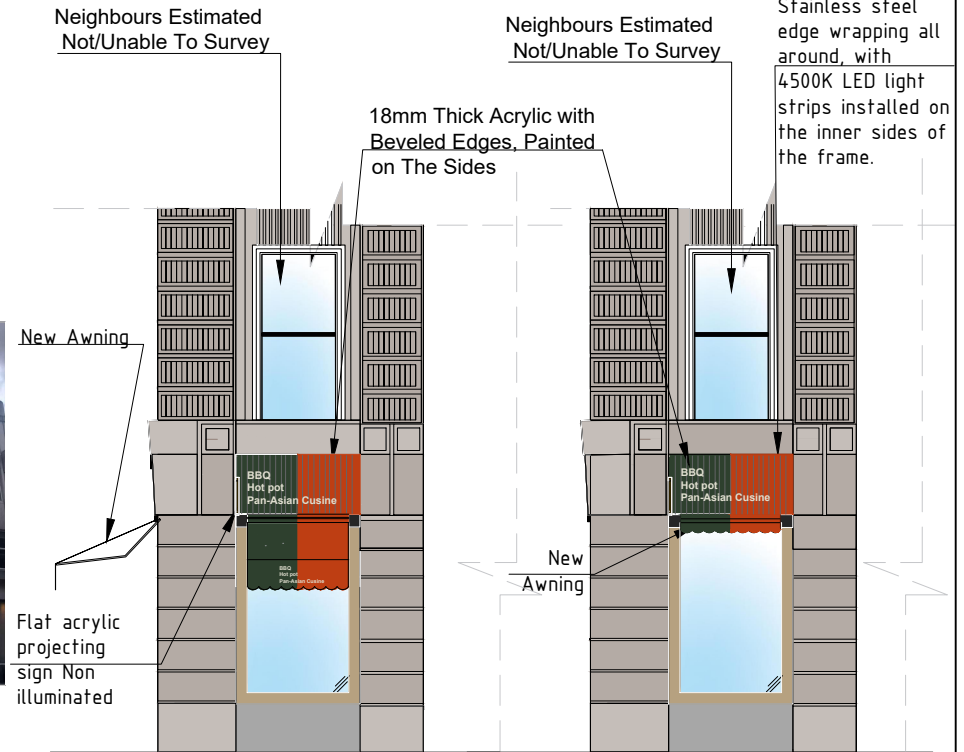 Neighbours Estimated
Not/Unable To Survey
Neighbours Estimated
Not/Unable To Survey
Stainless steel
edge wrapping all
around, with
4500K LED light
strips installed on
the inner sides of
the frame.
18mm Thick Acrylic with
Beveled Edges, Painted
on The Sides
New Awning
BBQ
Hot pot
Pan-Asian Cusine
BBQ
Hot pot
Pan-Asian Cusine
BBQ
Hot pot
Pan-Asian Cusine
New
Awning
Flat acrylic
projecting
sign Non
illuminated